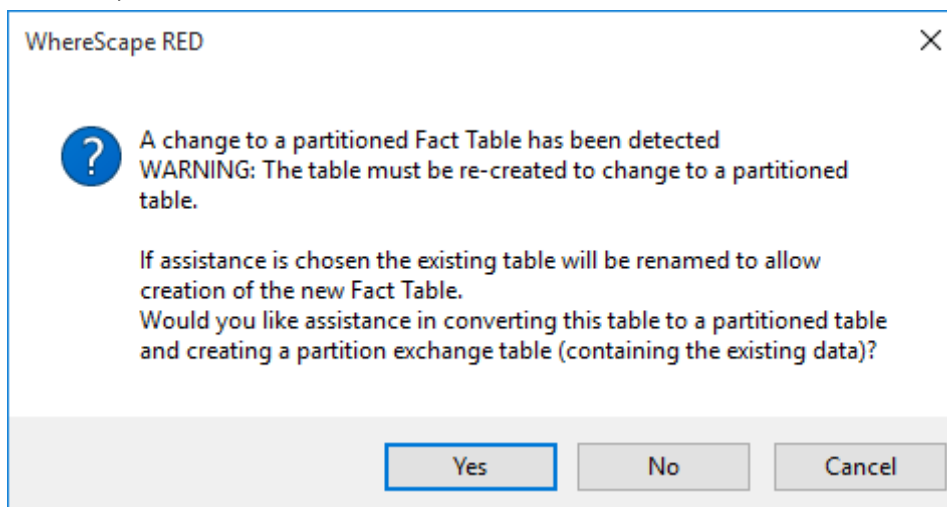 WhereScape RED
A change to a partitioned Fact Table has been detected
WARNING: The table must be re-created to change to a partitioned
table.
If assistance is chosen the existing table will be renamed to allow
creation of the new Fact Table.
Would you like assistance in converting this table to a partitioned table
and creating a partition exchange table (containing the existing data)?
Yes No Cancel